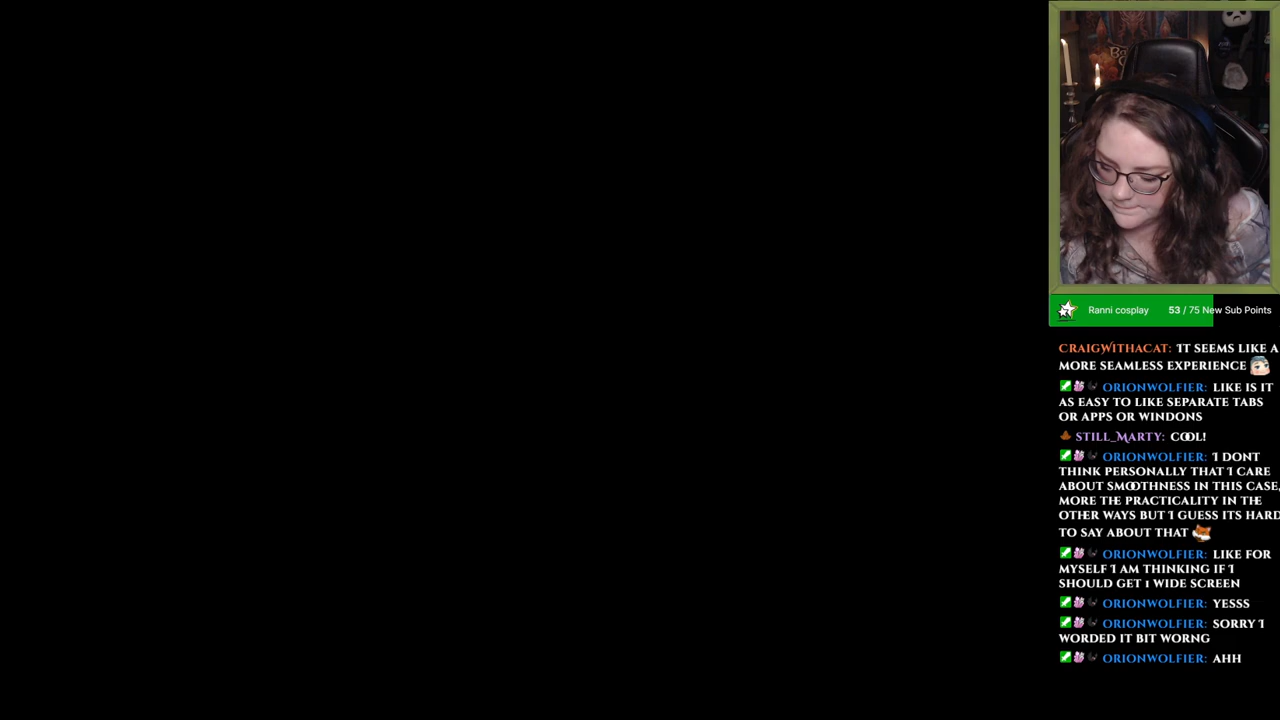 Ranni cosplay 53 / 75 New Sub Points
CRAIGWITHACAT: IT SEEMS LIKE A
MORE SEAMLESS EXPERIENCE
ORIONWOLFIER: LIKE IS IT
AS EASY TO LIKE SEPARATE TABS
OR APPS OR WINDONS
STILL_MARTY: COOL!
ORIONWOLFIER: I DONT
THINK PERSONALLY THAT I CARE
ABOUT SMOOTHNESS IN THIS CASE,
MORE THE PRACTICALITY IN THE
OTHER WAYS BUT I GUESS ITS HARD
TO SAY ABOUT THAT
ORIONWOLFIER: LIKE FOR
MYSELF I AM THINKING IF I
SHOULD GET 1 WIDE SCREEN
ORIONWOLFIER: YESSS
ORIONWOLFIER: SORRY I
WORDED IT BIT WORNG
ORIONWOLFIER: AHH